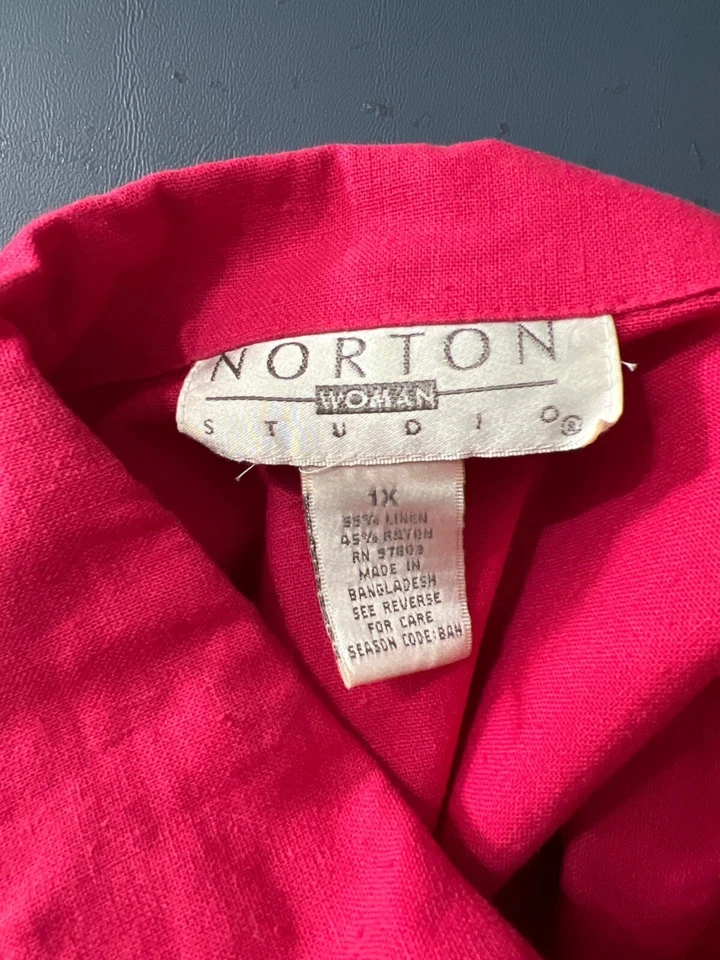 NORTON
WOMAN
STUDIO®
1X
55% LINEN
45% RAYON
RN 97803
MADE IN
BANGLADESH
SEE REVERSE
FOR CARE
SEASON CODE:BAH